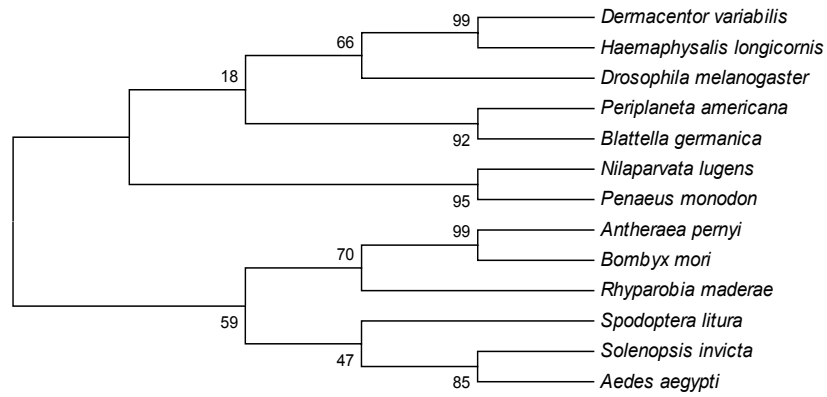 99
Dermacentor variabilis
Haemaphysalis longicornis
66
Drosophila melanogaster
18
Periplaneta americana
92
Blattella germanica
Nilaparvata lugens
95
Penaeus monodon
99
Antheraea pernyi
Bombyx mori
70
Rhyparobia maderae
59
Spodoptera litura
47
Solenopsis invicta
85
Aedes aegypti